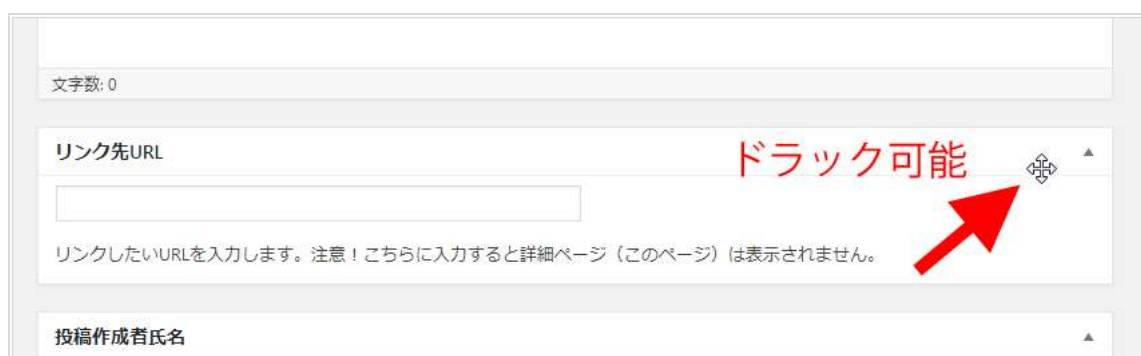 文字数: 0
リンク先URL
ドラック可能
リンクしたいURLを入力します。注意！こちらに入力すると詳細ページ（このページ）は表示されません。
投稿作成者氏名